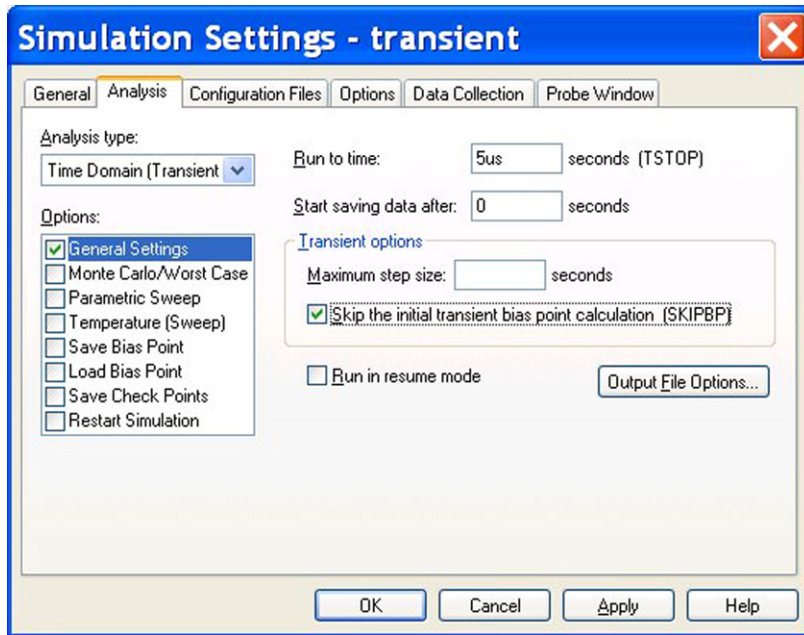 Simulation Settings - transient
General
Analysis
Configuration Files
Options
Data Collection
Probe Window
Analysis type:
Time Domain (Transient
Options:
General Settings
Monte Carlo/Worst Case
Parametric Sweep
Temperature (Sweep)
Save Bias Point
Load Bias Point
Save Check Points
Restart Simulation
Run to time: 5us seconds (TSTOP)
Start saving data after: 0 seconds
Transient options
Maximum step size: seconds
Skip the initial transient bias point calculation (SKIPBP)
Run in resume mode
Output File Options...
OK
Cancel
Apply
Help